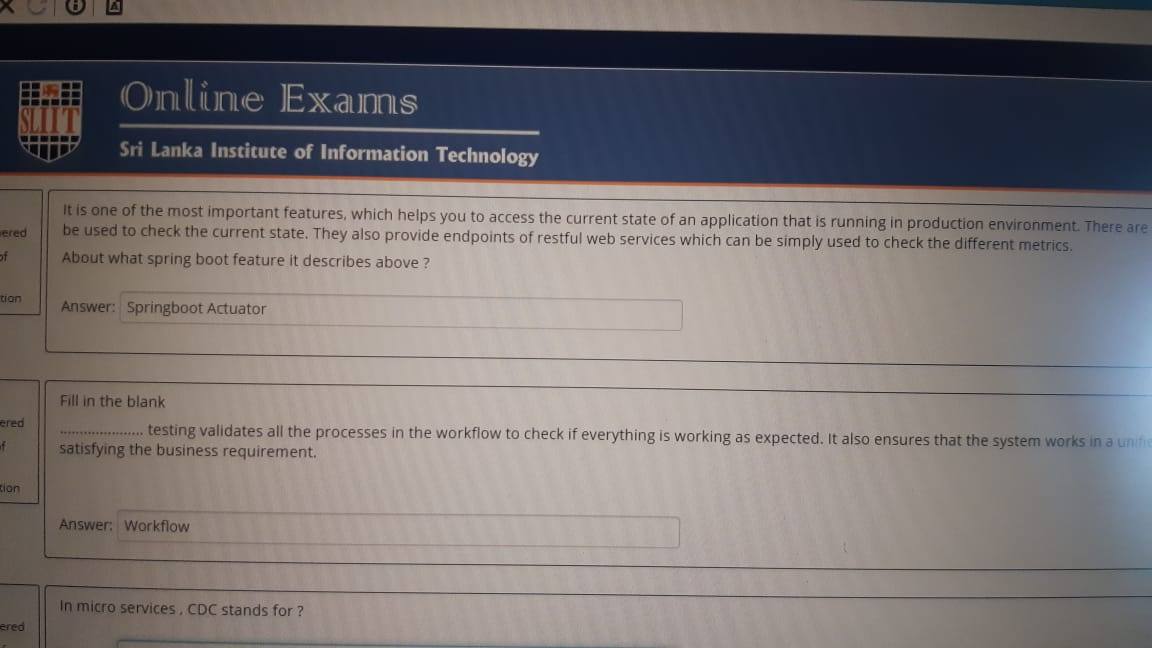 Online Exams
SLIIT
Sri Lanka Institute of Information Technology
It is one of the most important features, which helps you to access the current state of an application that is running in production environment. There are
ered
be used to check the current state. They also provide endpoints of restful web services which can be simply used to check the different metrics.
of
About what spring boot feature it describes above ?
tion
Answer: Springboot Actuator
Fill in the blank
ered
..................... testing validates all the processes in the workflow to check if everything is working as expected. It also ensures that the system works in a
f
satisfying the business requirement.
tion
Answer: Workflow
In micro services , CDC stands for ?
ered